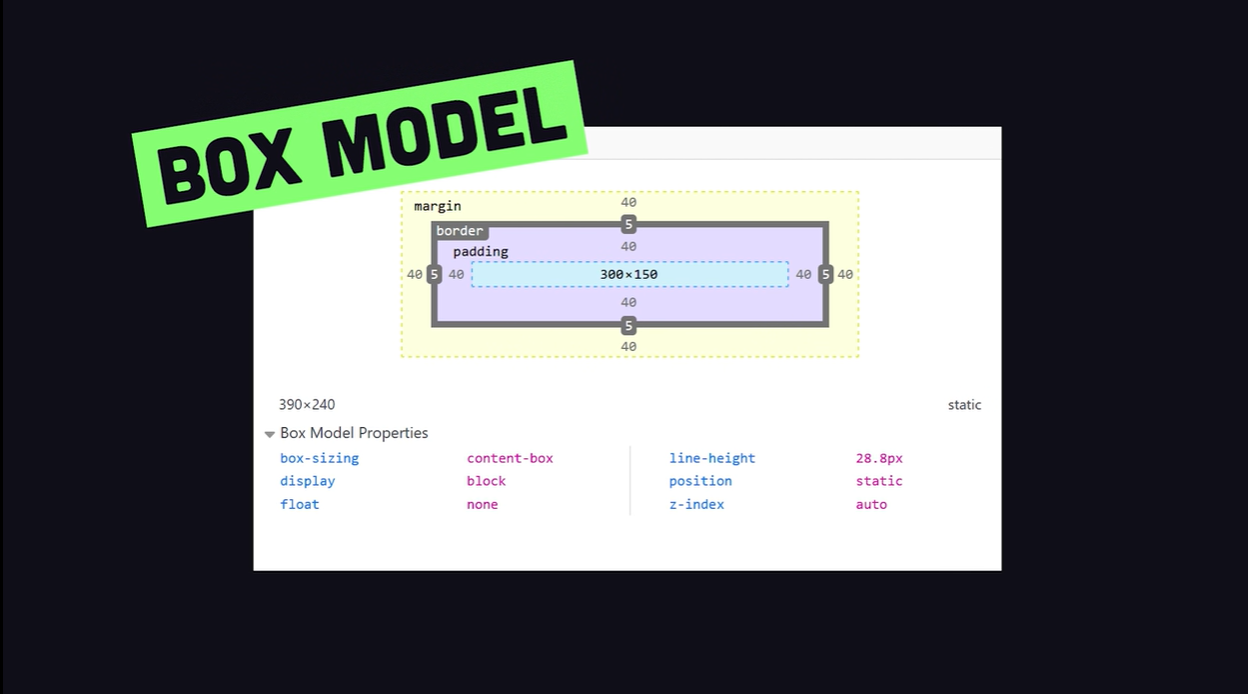 BOX MODEL
margin
40
border
5
padding
40
40 5 40 300×150 40 5 40
40
5
40
390×240 static
Box Model Properties
box-sizing content-box line-height 28.8px
display block position static
float none z-index auto